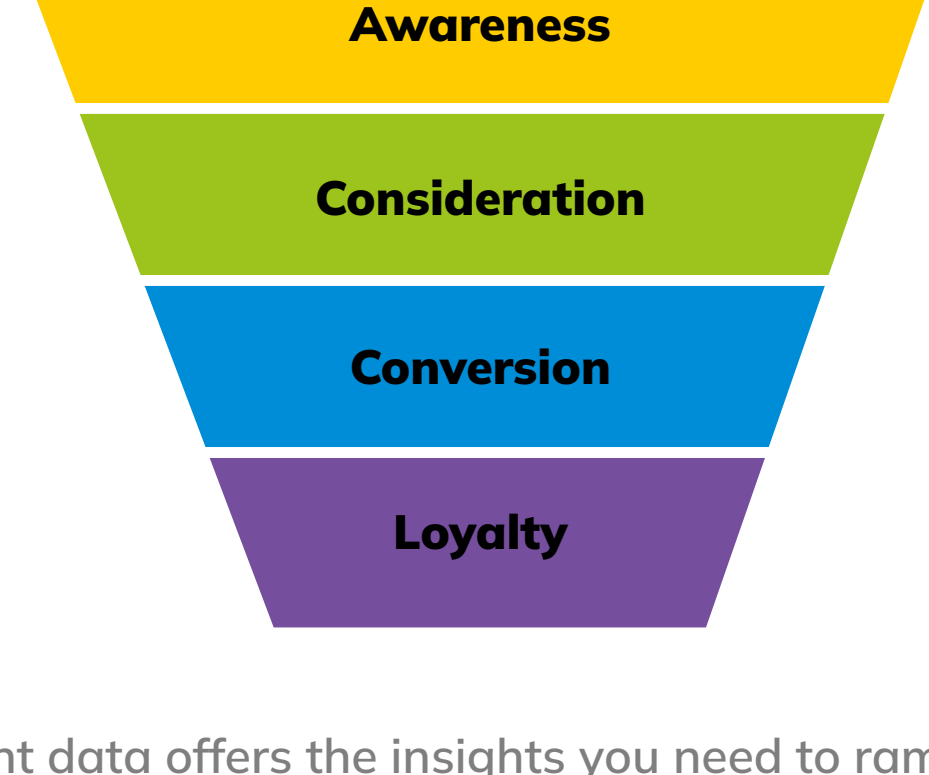 Awareness
Consideration
Conversion
Loyalty
data offers the insights you need to